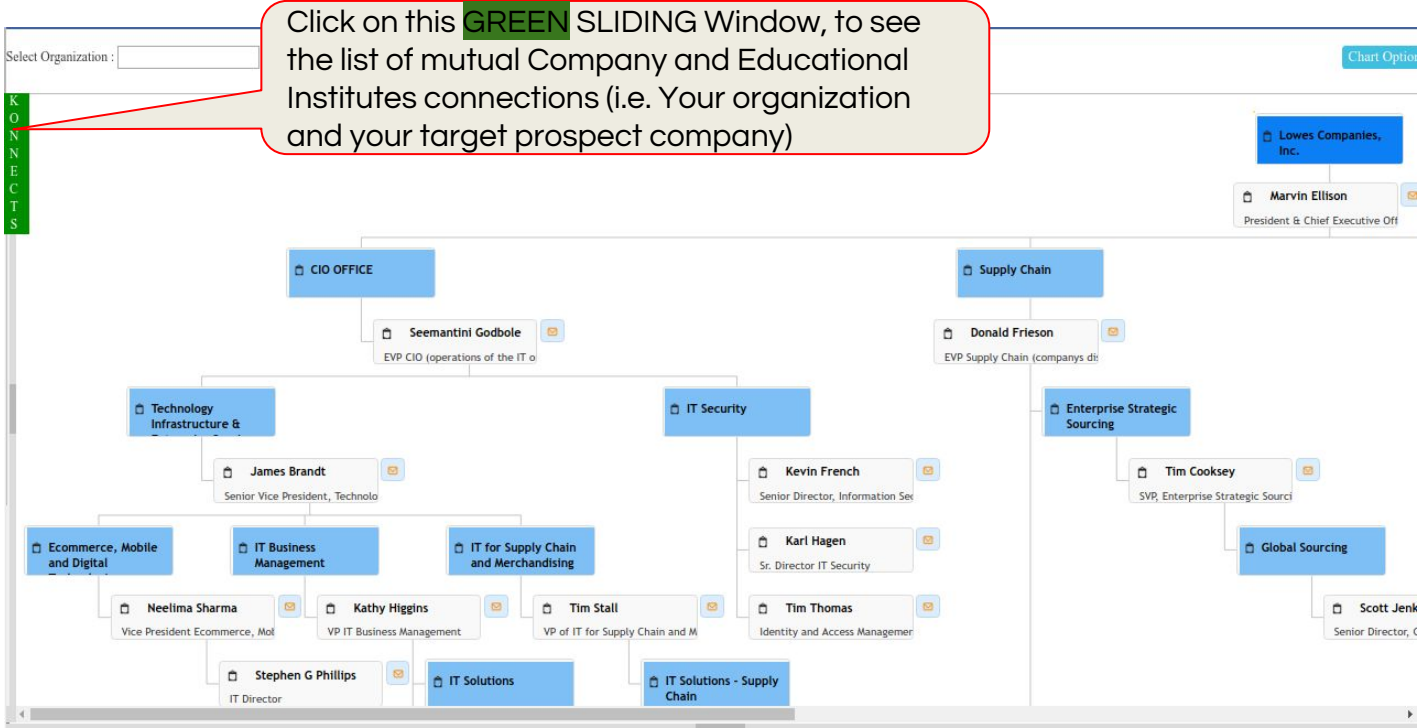 Click on this GREEN SLIDING Window, to see
the list of mutual Company and Educational
Institutes connections (i.e. Your organization
and your target prospect company)
Select Organization :
Chart Option
KONNECTS
Lowes Companies,
Inc.
Marvin Ellison
President & Chief Executive Off
CIO OFFICE
Supply Chain
Seemantini Godbole
EVP CIO (operations of the IT o
Donald Frieson
EVP Supply Chain (companys dis
Technology
Infrastructure &
IT Security
Enterprise Strategic
Sourcing
James Brandt
Senior Vice President, Technolo
Kevin French
Senior Director, Information Sec
Tim Cooksey
SVP, Enterprise Strategic Sourci
Ecommerce, Mobile
and Digital
IT Business
Management
IT for Supply Chain
and Merchandising
Karl Hagen
Sr. Director IT Security
Global Sourcing
Neelima Sharma
Vice President Ecommerce, Mob
Kathy Higgins
VP IT Business Management
Tim Stall
VP of IT for Supply Chain and M
Tim Thomas
Identity and Access Managemen
Scott Jenk
Senior Director, G
Stephen G Phillips
IT Director
IT Solutions
IT Solutions - Supply
Chain